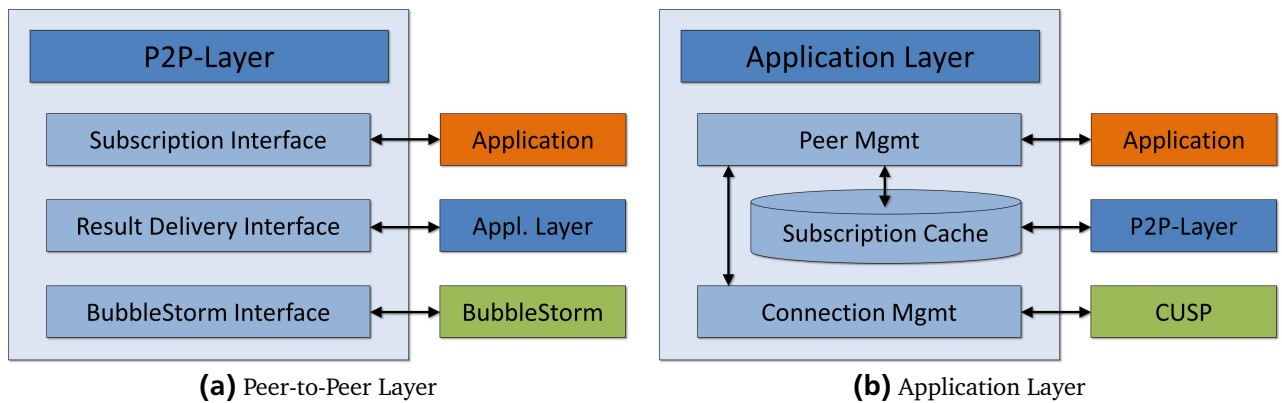 P2P-Layer
Subscription Interface
Application
Result Delivery Interface
Appl. Layer
BubbleStorm Interface
BubbleStorm
(a) Peer-to-Peer Layer
Application Layer
Peer Mgmt
Application
Subscription Cache
P2P-Layer
Connection Mgmt
CUSP
(b) Application Layer